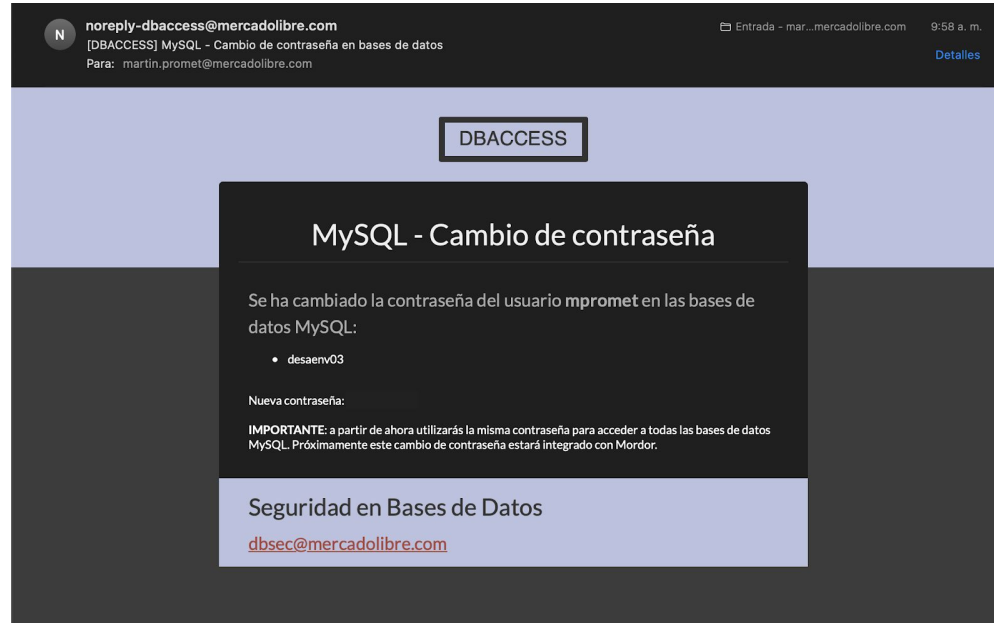 N
noreply-dbaccess@mercadolibre.com
Entrada - mar...mercadolibre.com
9:58 a. m.
[DBACCESS] MySQL - Cambio de contraseña en bases de datos
Para: martin.promet@mercadolibre.com
Detalles
DBACCESS
MySQL - Cambio de contraseña
Se ha cambiado la contraseña del usuario mpromet en las bases de
datos MySQL:
• desaenv03
Nueva contraseña:
IMPORTANTE: a partir de ahora utilizarás la misma contraseña para acceder a todas las bases de datos
MySQL. Próximamente este cambio de contraseña estará integrado con Mordor.
Seguridad en Bases de Datos
dbsec@mercadolibre.com